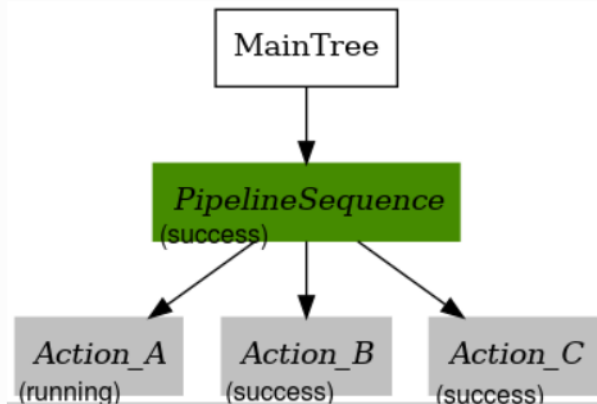 MainTree
PipelineSequence
(success)
Action_A
(running)
Action_B
(success)
Action_C
(success)